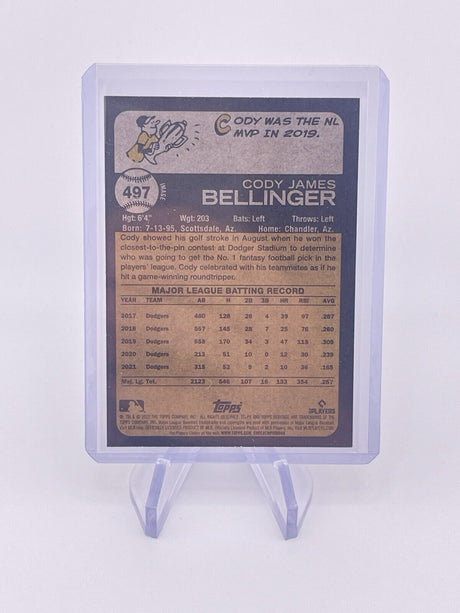 CODY WAS THE NL
MVP IN 2019.
497
CODY JAMES
BELLINGER
Hgt: 6'4" Wgt: 203 Bats: Left Throws: Left
Born: 7-13-95, Scottsdale, Az. Home: Chandler, Az.
Cody showed his golf stroke in August when he won the
closest-to-the-pin contest at Dodger Stadium to determine
who was going to get the No. 1 fantasy football pick in the
players' league. Cody celebrated with his teammates as if he
hit a game-winning roundtripper.
MAJOR LEAGUE BATTING RECORD
YEAR TEAM AB H 2B 3B HR RBI AVG
2017 Dodgers 480 128 26 4 39 97 .267
2018 Dodgers 557 145 28 7 25 76 .260
2019 Dodgers 558 170 34 3 47 115 .305
2020 Dodgers 213 51 10 0 12 30 .239
2021 Dodgers 315 52 9 2 10 36 .165
Maj. Lg. Tot. 2123 546 107 16 133 354 .257
Topps
PLAYERS